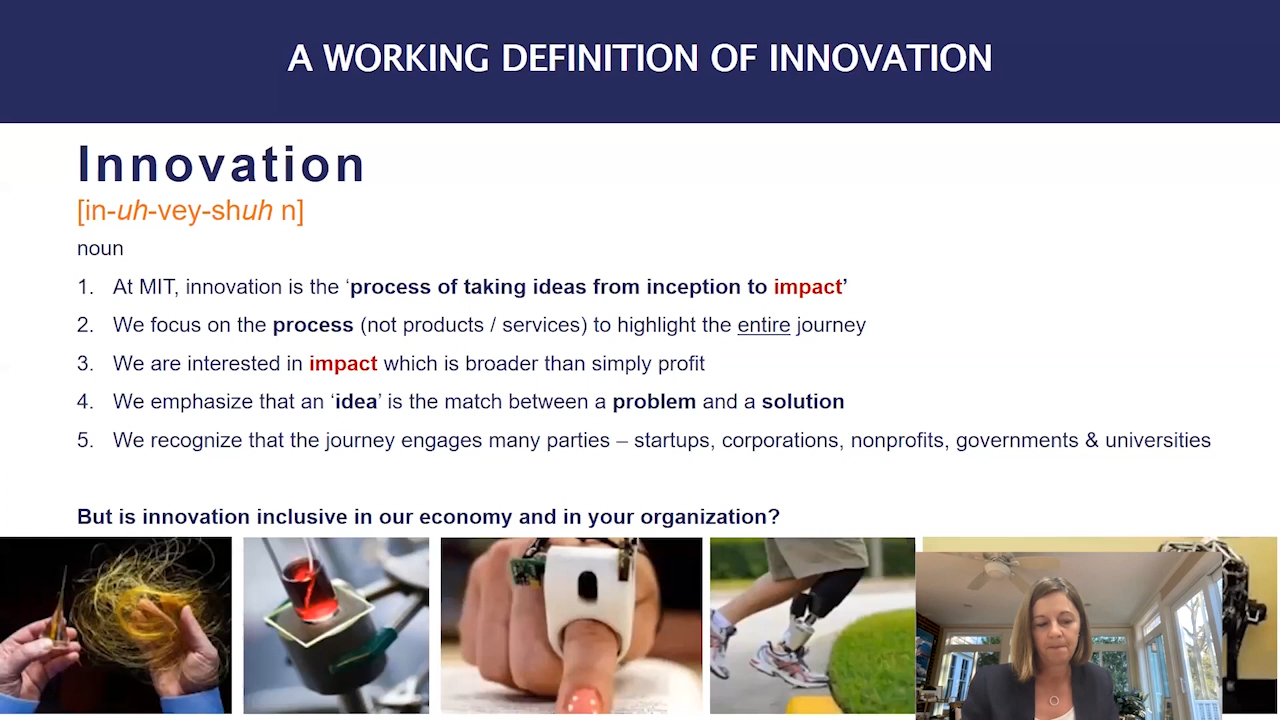 A WORKING DEFINITION OF INNOVATION
Innovation
[in-uh-vey-shuh n]
noun
1. At MIT, innovation is the ‘process of taking ideas from inception to impact’
2. We focus on the process (not products / services) to highlight the entire journey
3. We are interested in impact which is broader than simply profit
4. We emphasize that an ‘idea’ is the match between a problem and a solution
5. We recognize that the journey engages many parties – startups, corporations, nonprofits, governments & universities
But is innovation inclusive in our economy and in your organization?